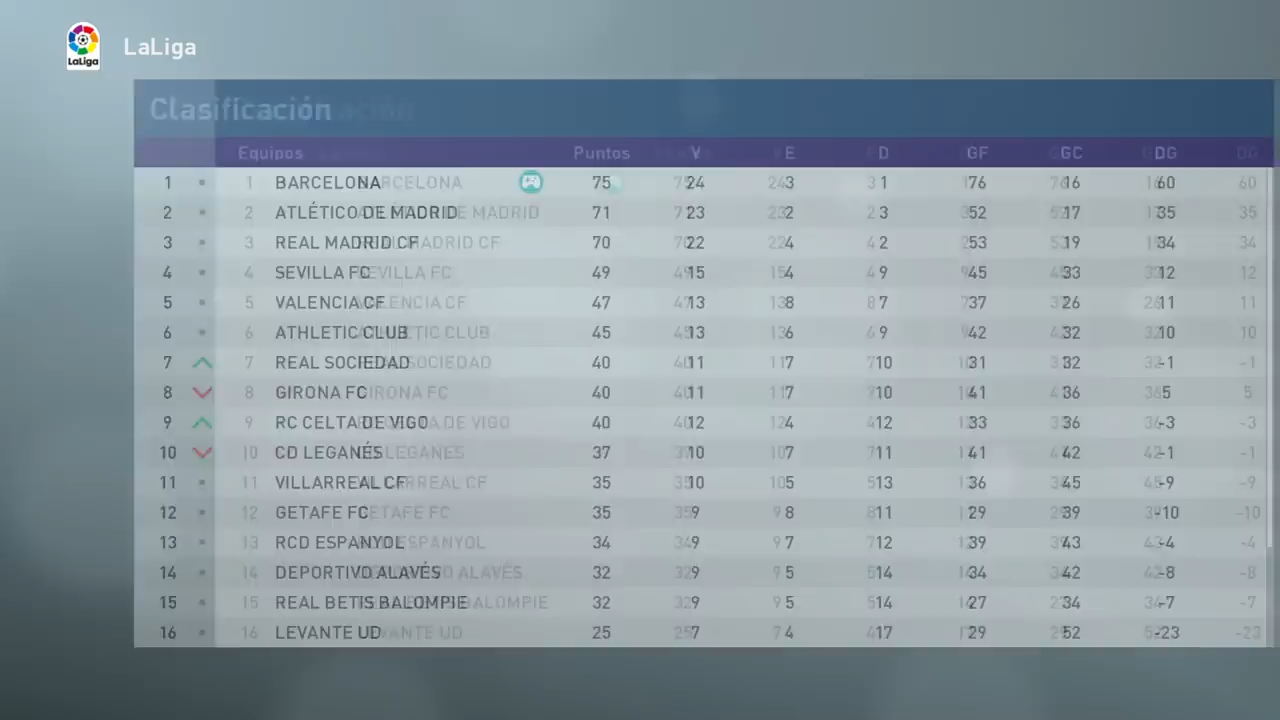 LaLiga LaLiga
Clasificación
Equipos Puntos V E D GF GC DG
1 BARCELONA 75 24 3 1 76 16 60
2 ATLÉTICO DE MADRID 71 23 2 3 52 17 35
3 REAL MADRID CF 70 22 4 2 53 19 34
4 SEVILLA FC 49 15 4 9 45 33 12
5 VALENCIA CF 47 13 8 7 37 26 11
6 ATHLETIC CLUB 45 13 6 9 42 32 10
7 REAL SOCIEDAD 40 11 7 10 31 32 -1
8 GIRONA FC 40 11 7 10 41 36 5
9 RC CELTA DE VIGO 40 12 4 12 33 36 -3
10 CD LEGANÉS 37 10 7 11 41 42 -1
11 VILLARREAL CF 35 10 5 13 36 45 -9
12 GETAFE FC 35 9 8 11 29 39 -10
13 RCD ESPANYOL 34 9 7 12 39 43 -4
14 DEPORTIVO ALAVÉS 32 9 5 14 34 42 -8
15 REAL BETIS BALOMPIE 32 9 5 14 27 34 -7
16 LEVANTE UD 25 7 4 17 29 52 -23